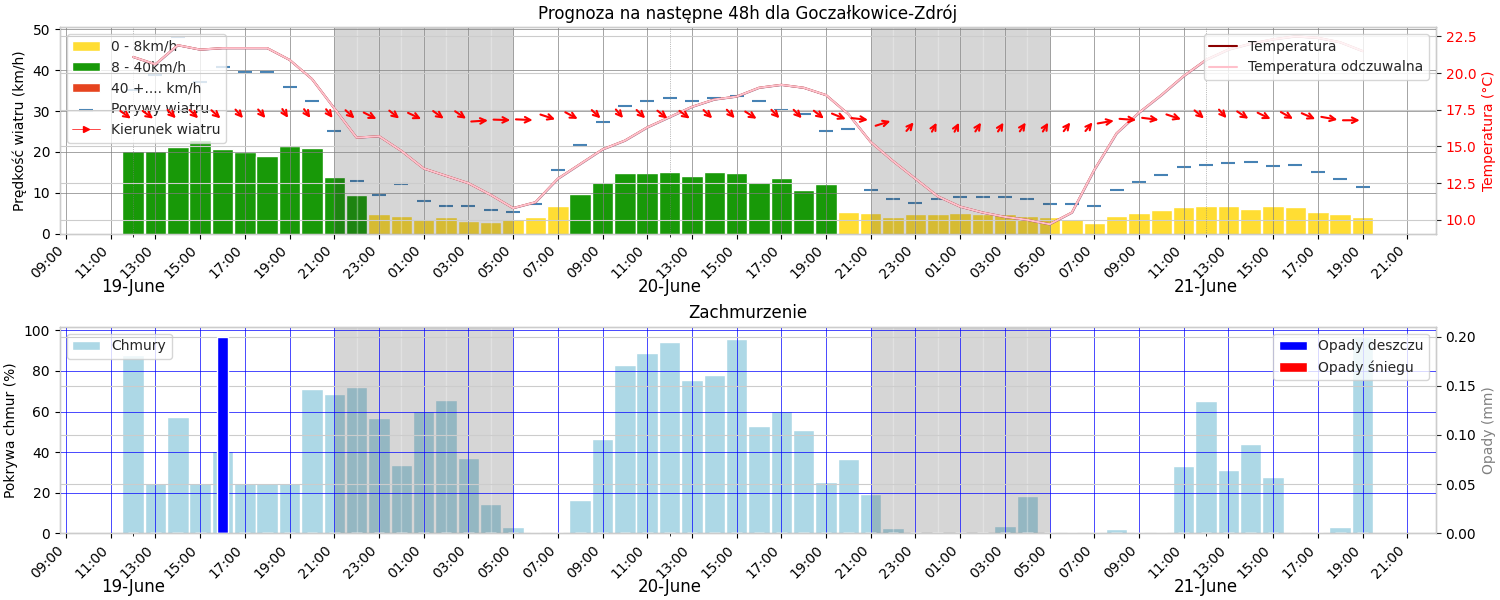 Prognoza na następne 48h dla Goczałkowice-Zdrój
Prędkość wiatru (km/h)
50
40
30
20
10
0
0 - 8km/h
8 - 40km/h
40 +.... km/h
Porywy wiatru
Kierunek wiatru
Temperatura
Temperatura odczuwalna
22.5
20.0
17.5
15.0
12.5
10.0
Temperatura (°C)
09:00 11:00 13:00 15:00 17:00 19:00 21:00 23:00 01:00 03:00 05:00 07:00 09:00 11:00 13:00 15:00 17:00 19:00 21:00 23:00 01:00 03:00 05:00 07:00 09:00 11:00 13:00 15:00 17:00 19:00 21:00
19-June 20-June 21-June
Zachmurzenie
Pokrywa chmur (%)
100
80
60
40
20
0
Chmury
Opady deszczu
Opady śniegu
0.20
0.15
0.10
0.05
0.00
Opady (mm)
09:00 11:00 13:00 15:00 17:00 19:00 21:00 23:00 01:00 03:00 05:00 07:00 09:00 11:00 13:00 15:00 17:00 19:00 21:00 23:00 01:00 03:00 05:00 07:00 09:00 11:00 13:00 15:00 17:00 19:00 21:00
19-June 20-June 21-June